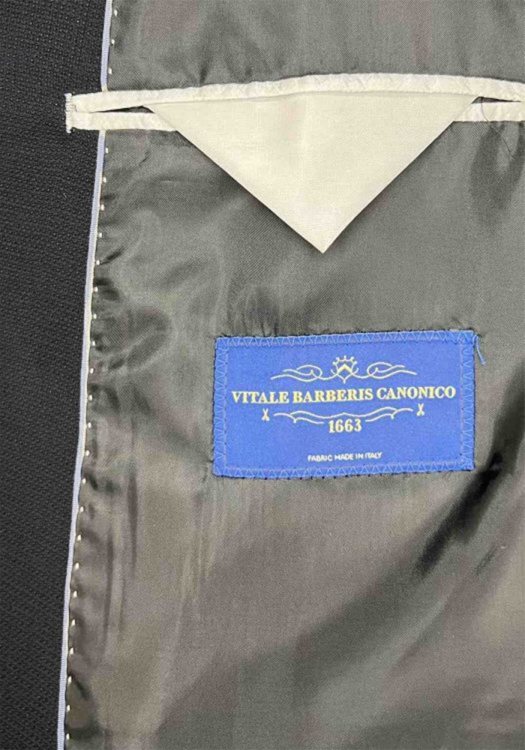 VITALE BARBERIS CANONICO
1663
FABRIC MADE IN ITALY